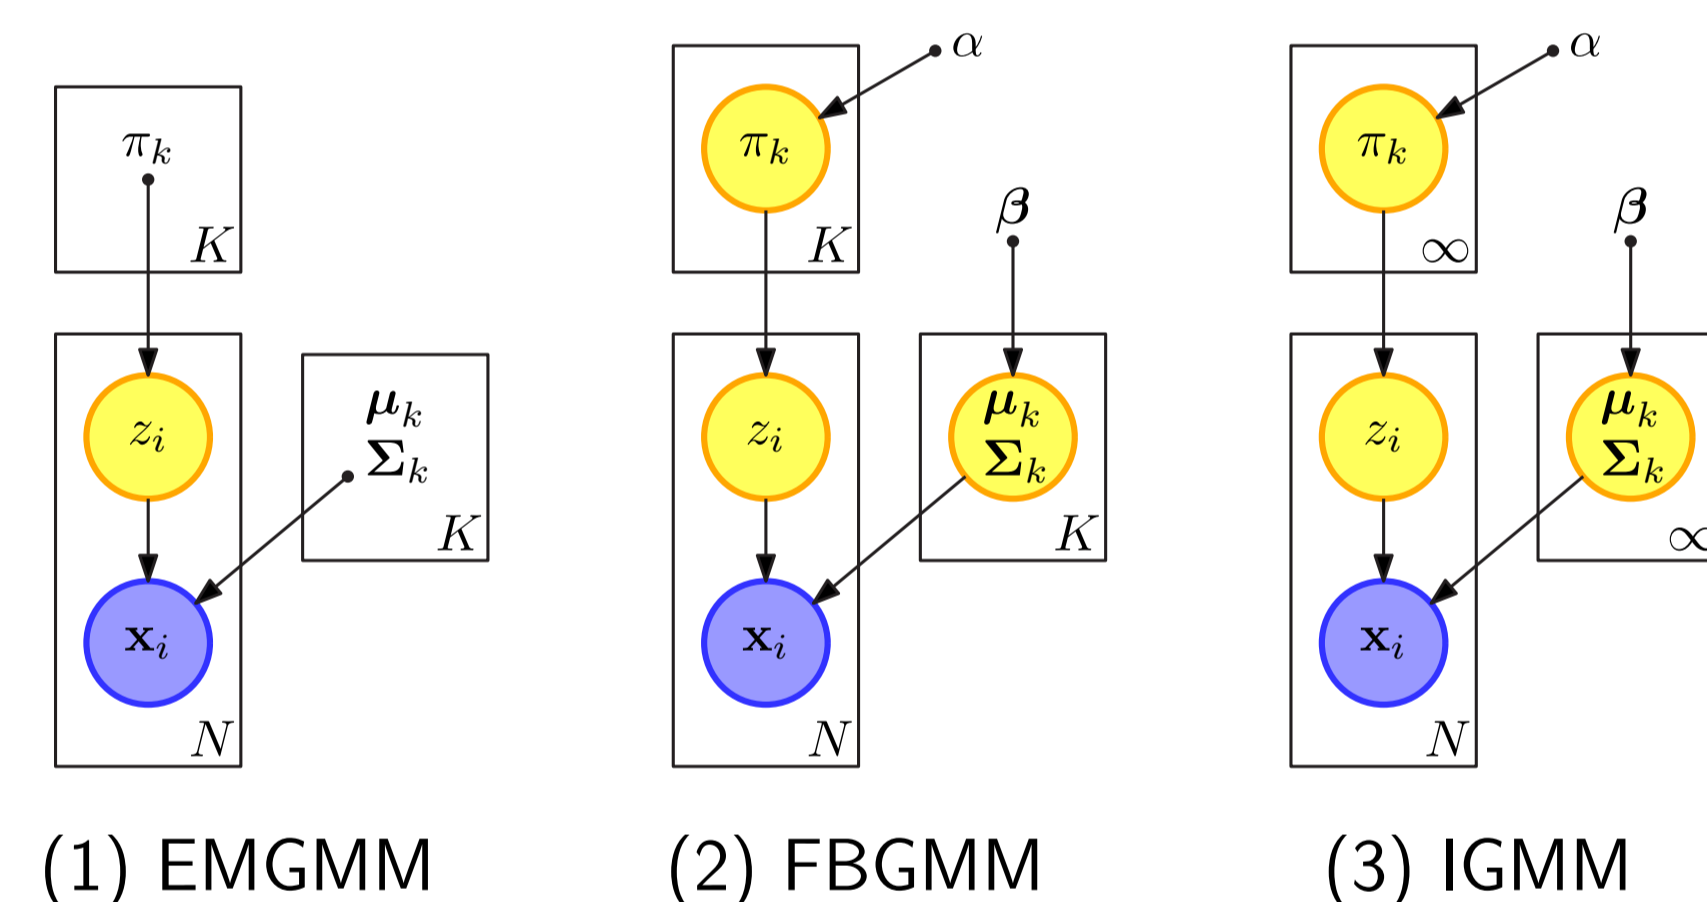 π_k
K
z_i
μ_k
Σ_k
K
x_i
N
(1) EMGMM
α
π_k
K
β
z_i
μ_k
Σ_k
K
x_i
N
(2) FBGMM
α
π_k
∞
β
z_i
μ_k
Σ_k
∞
x_i
N
(3) IGMM